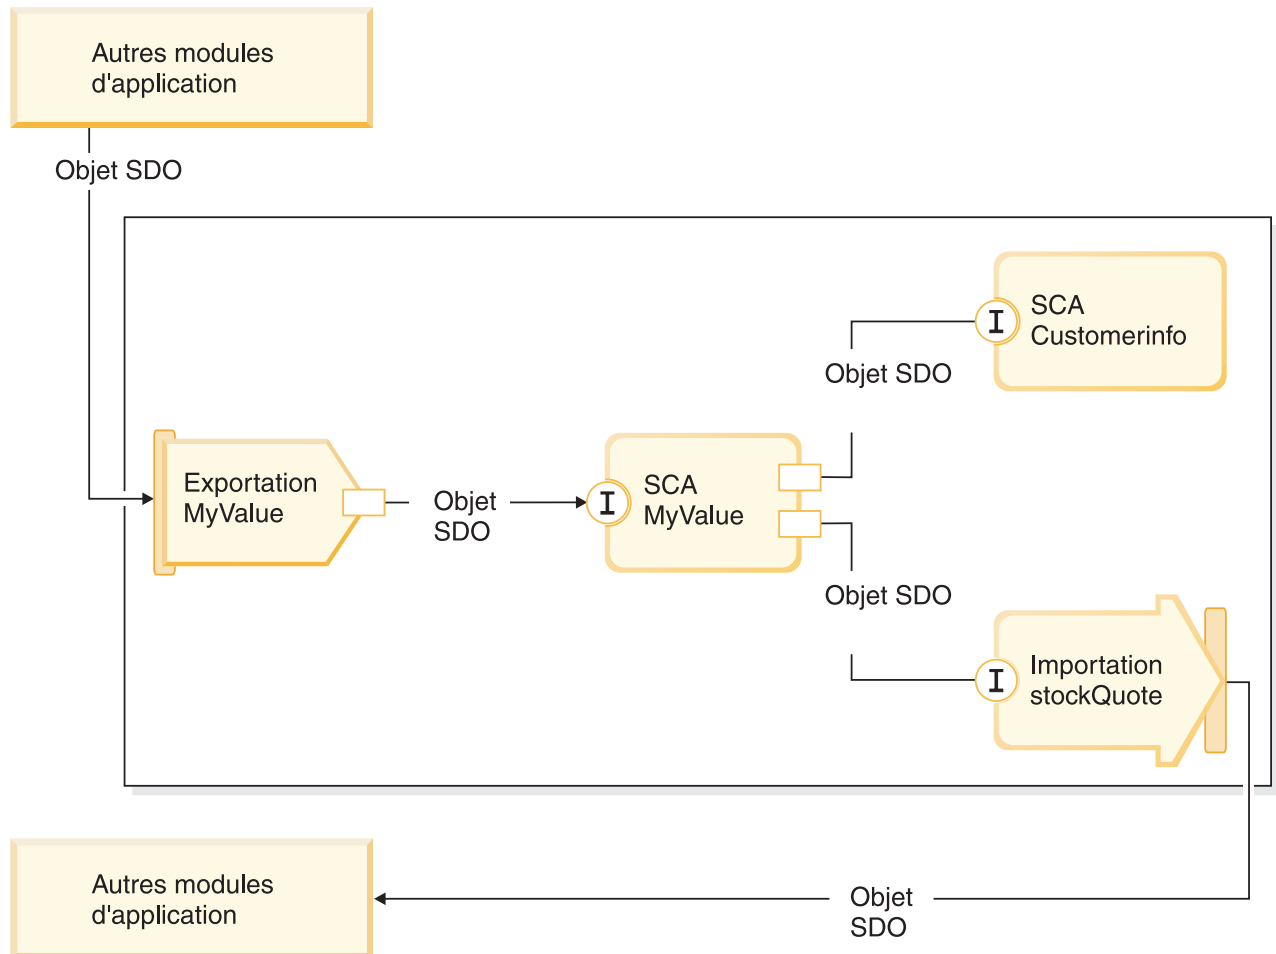 Autres modules
d'application
Objet SDO
SCA
Customerinfo
I
Objet SDO
Exportation
MyValue
Objet
SDO
I
SCA
MyValue
Objet SDO
I
Importation
stockQuote
Autres modules
d'application
Objet
SDO